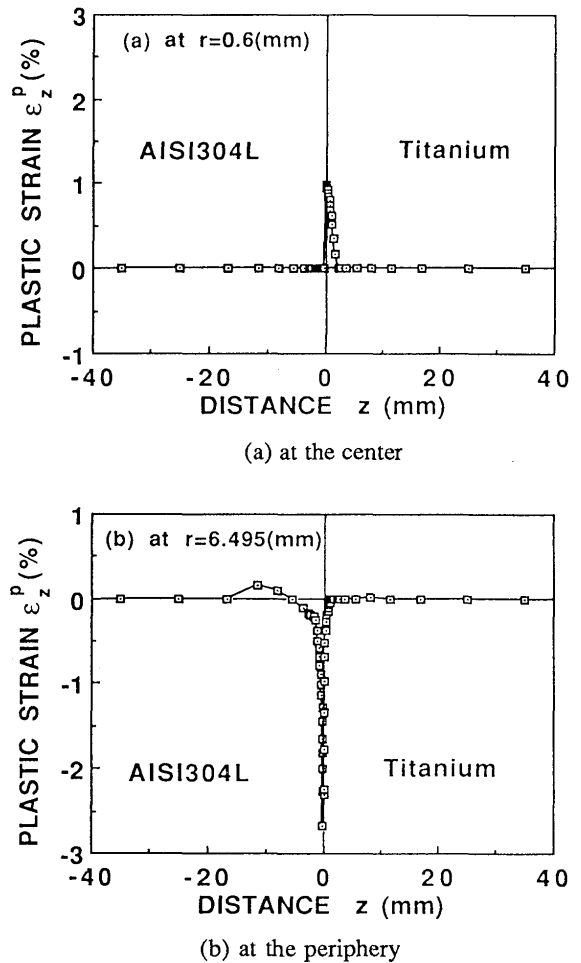 (a) at r=0.6(mm)
3
2
1
0
-1
PLASTIC STRAIN ε_z^p (%)
AISI304L
Titanium
-40
-20
0
20
40
DISTANCE z (mm)
(a) at the center
(b) at r=6.495(mm)
1
0
-1
-2
-3
PLASTIC STRAIN ε_z^p (%)
AISI304L
Titanium
-40
-20
0
20
40
DISTANCE z (mm)
(b) at the periphery